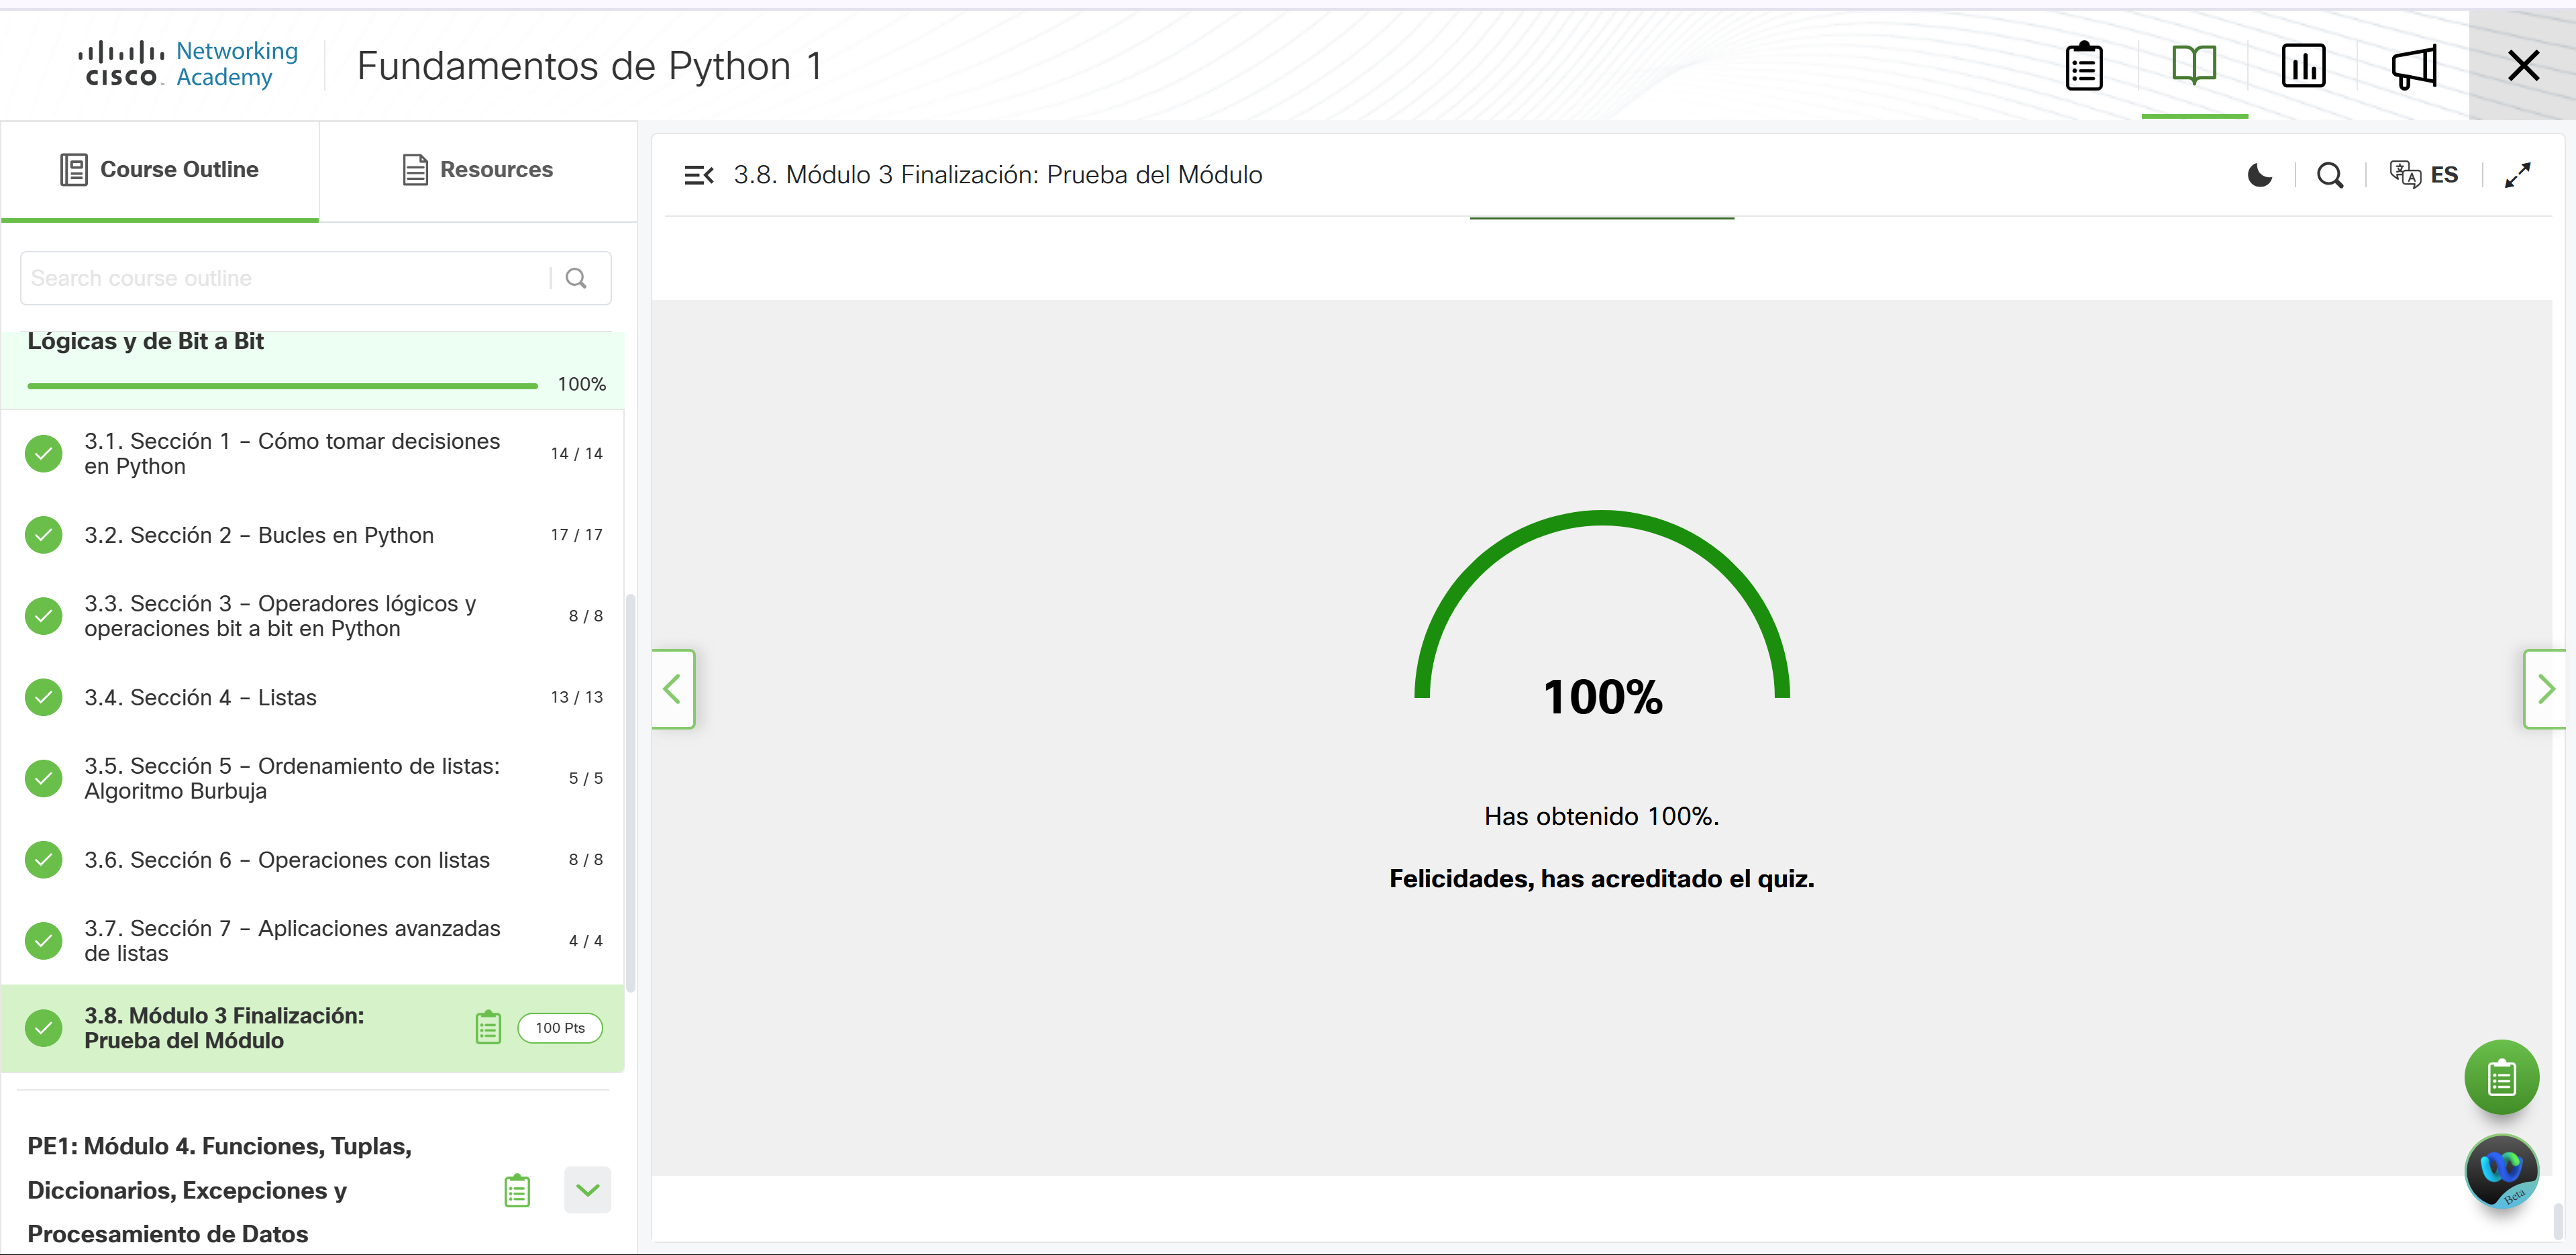 CISCO
Networking
Academy
Fundamentos de Python 1
Course Outline
Resources
Search course outline
Lógicas y de Bit a Bit
100%
3.1. Sección 1 – Cómo tomar decisiones
en Python
14 / 14
3.2. Sección 2 – Bucles en Python
17 / 17
3.3. Sección 3 – Operadores lógicos y
operaciones bit a bit en Python
8 / 8
3.4. Sección 4 – Listas
13 / 13
3.5. Sección 5 – Ordenamiento de listas:
Algoritmo Burbuja
5 / 5
3.6. Sección 6 – Operaciones con listas
8 / 8
3.7. Sección 7 – Aplicaciones avanzadas
de listas
4 / 4
3.8. Módulo 3 Finalización:
Prueba del Módulo
100 Pts
PE1: Módulo 4. Funciones, Tuplas,
Diccionarios, Excepciones y
Procesamiento de Datos
3.8. Módulo 3 Finalización: Prueba del Módulo
ES
100%
Has obtenido 100%.
Felicidades, has acreditado el quiz.
Beta